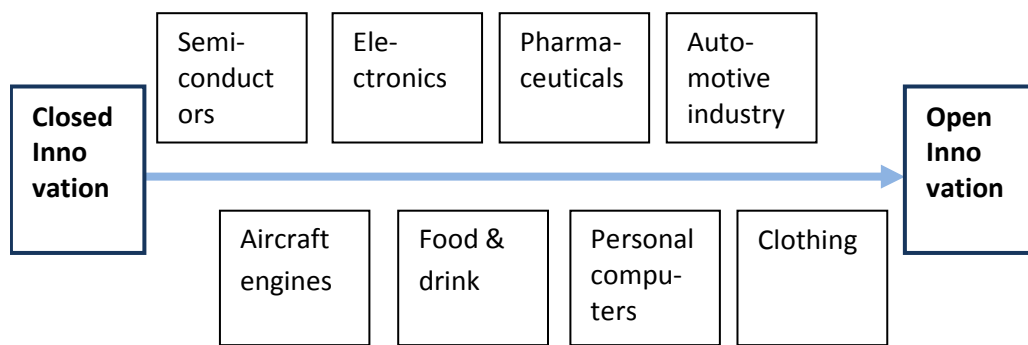 Semi-
conduct
ors
Ele-
ctronics
Pharma-
ceuticals
Auto-
motive
industry
Closed
Inno
vation
Open
Inno
vation
Aircraft
engines
Food &
drink
Personal
compu-
ters
Clothing